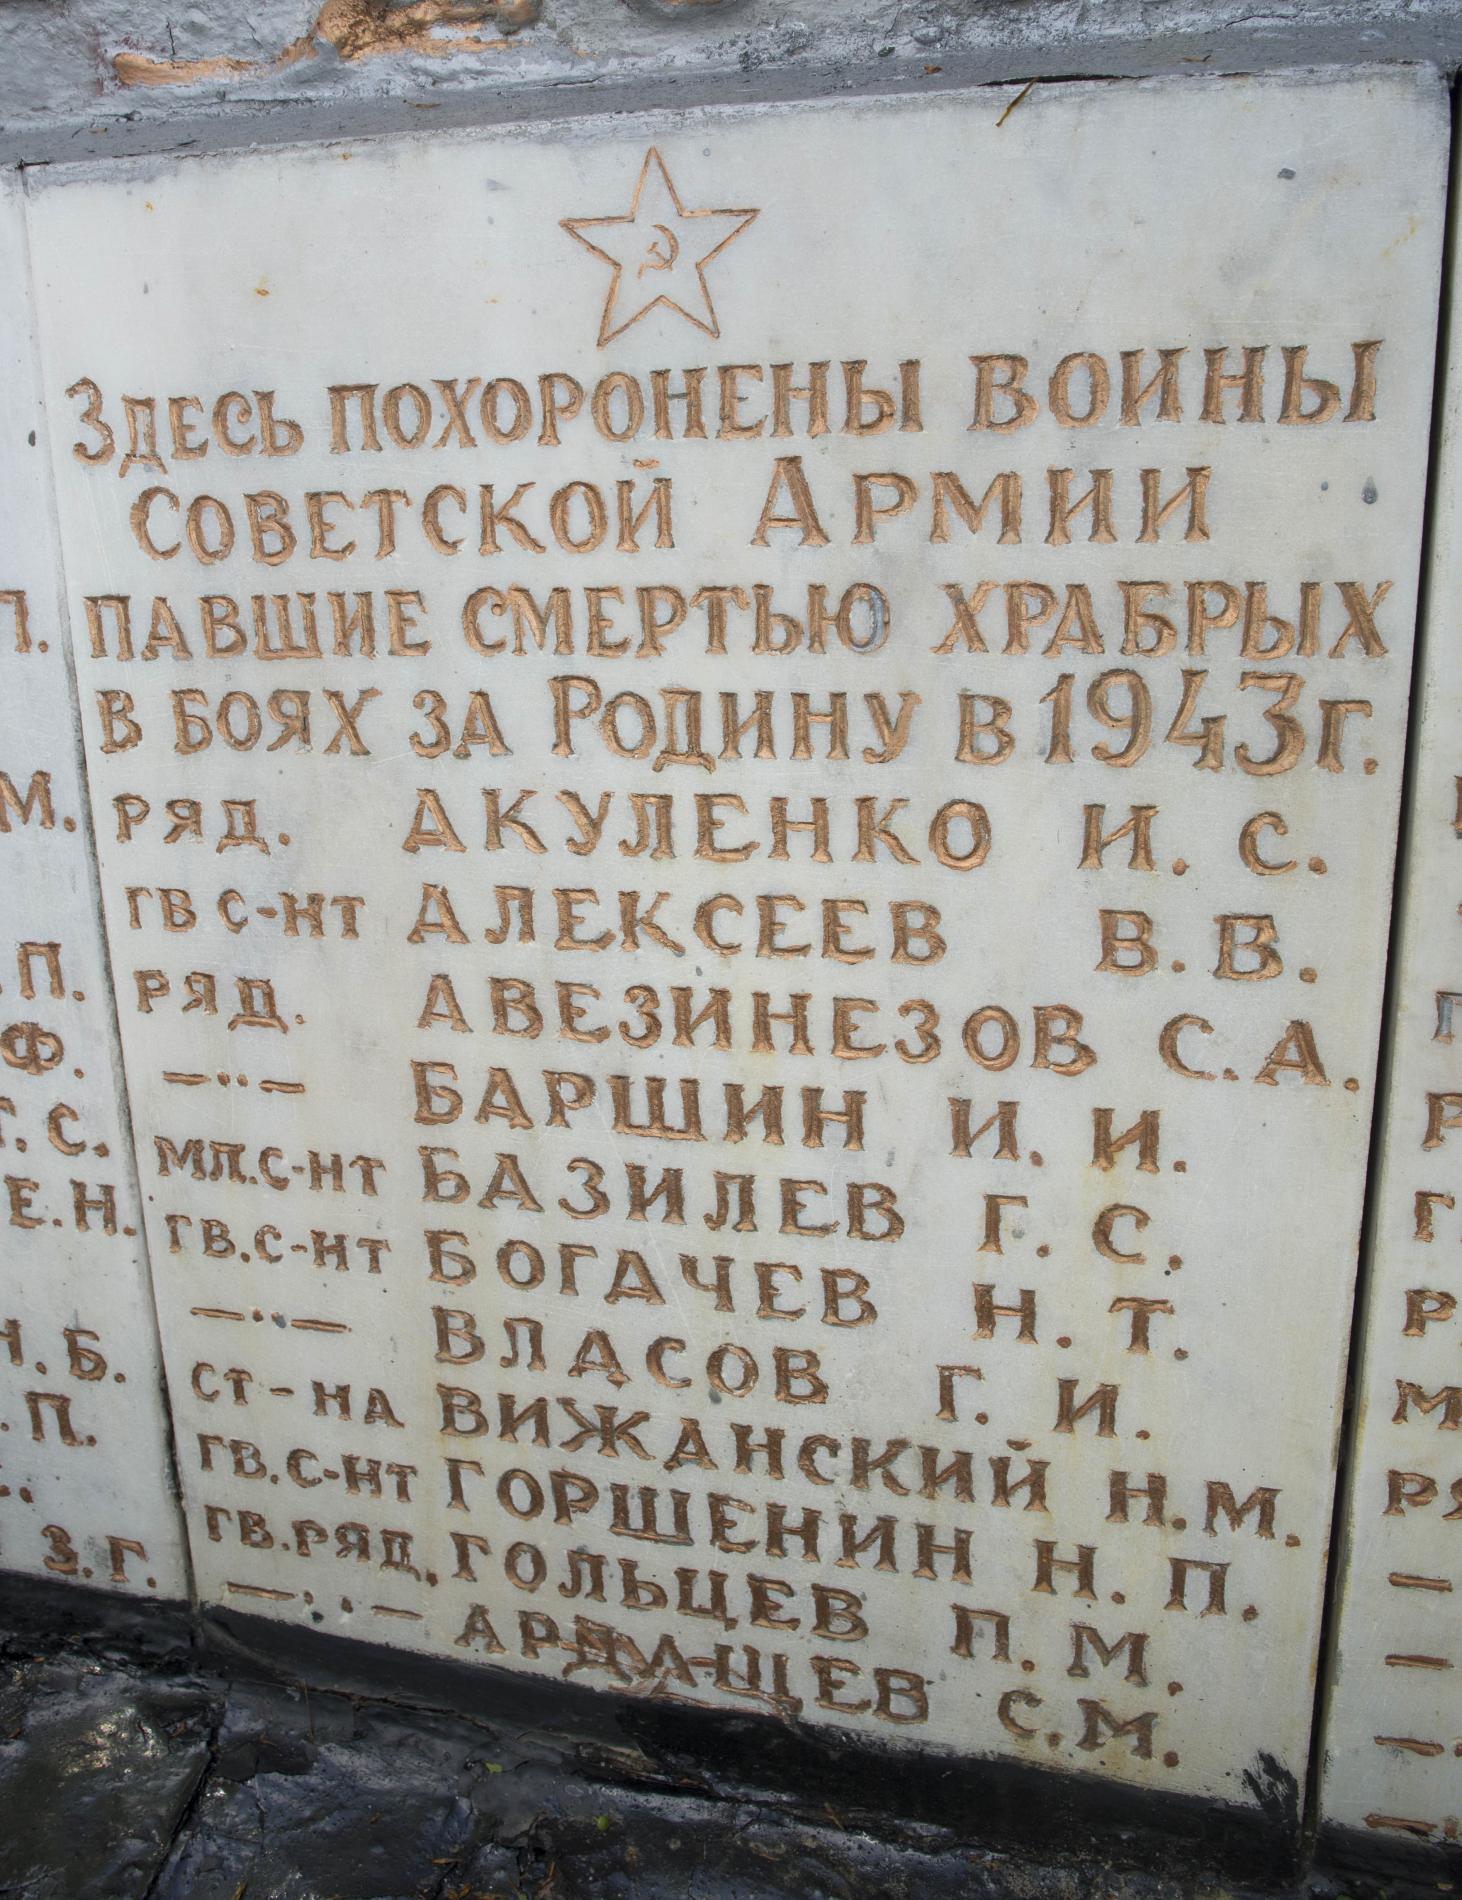 Здесь похоронены воины
Советской Армии
павшие смертью храбрых
в боях за Родину в 1943г.
ряд. АКУЛЕНКО И. С.
гв с-нт АЛЕКСЕЕВ В. В.
ряд. АВЕЗИНЕЗОВ С.А.
—··— БАРШИН И. И.
мл.с-нт БАЗИЛЕВ Г. С.
гв.с-нт БОГАЧЕВ Н. Т.
—··— ВЛАСОВ Г. И.
ст-на ВИЖАНСКИЙ Н.М.
гв.с-нт ГОРШЕНИН Н. П.
гв.ряд. ГОЛЬЦЕВ П.М.
—··— С.М.
П.
М.
.П.
Ф.
Г.С.
Е.Н.
Н.Б.
.П.
З.Г.